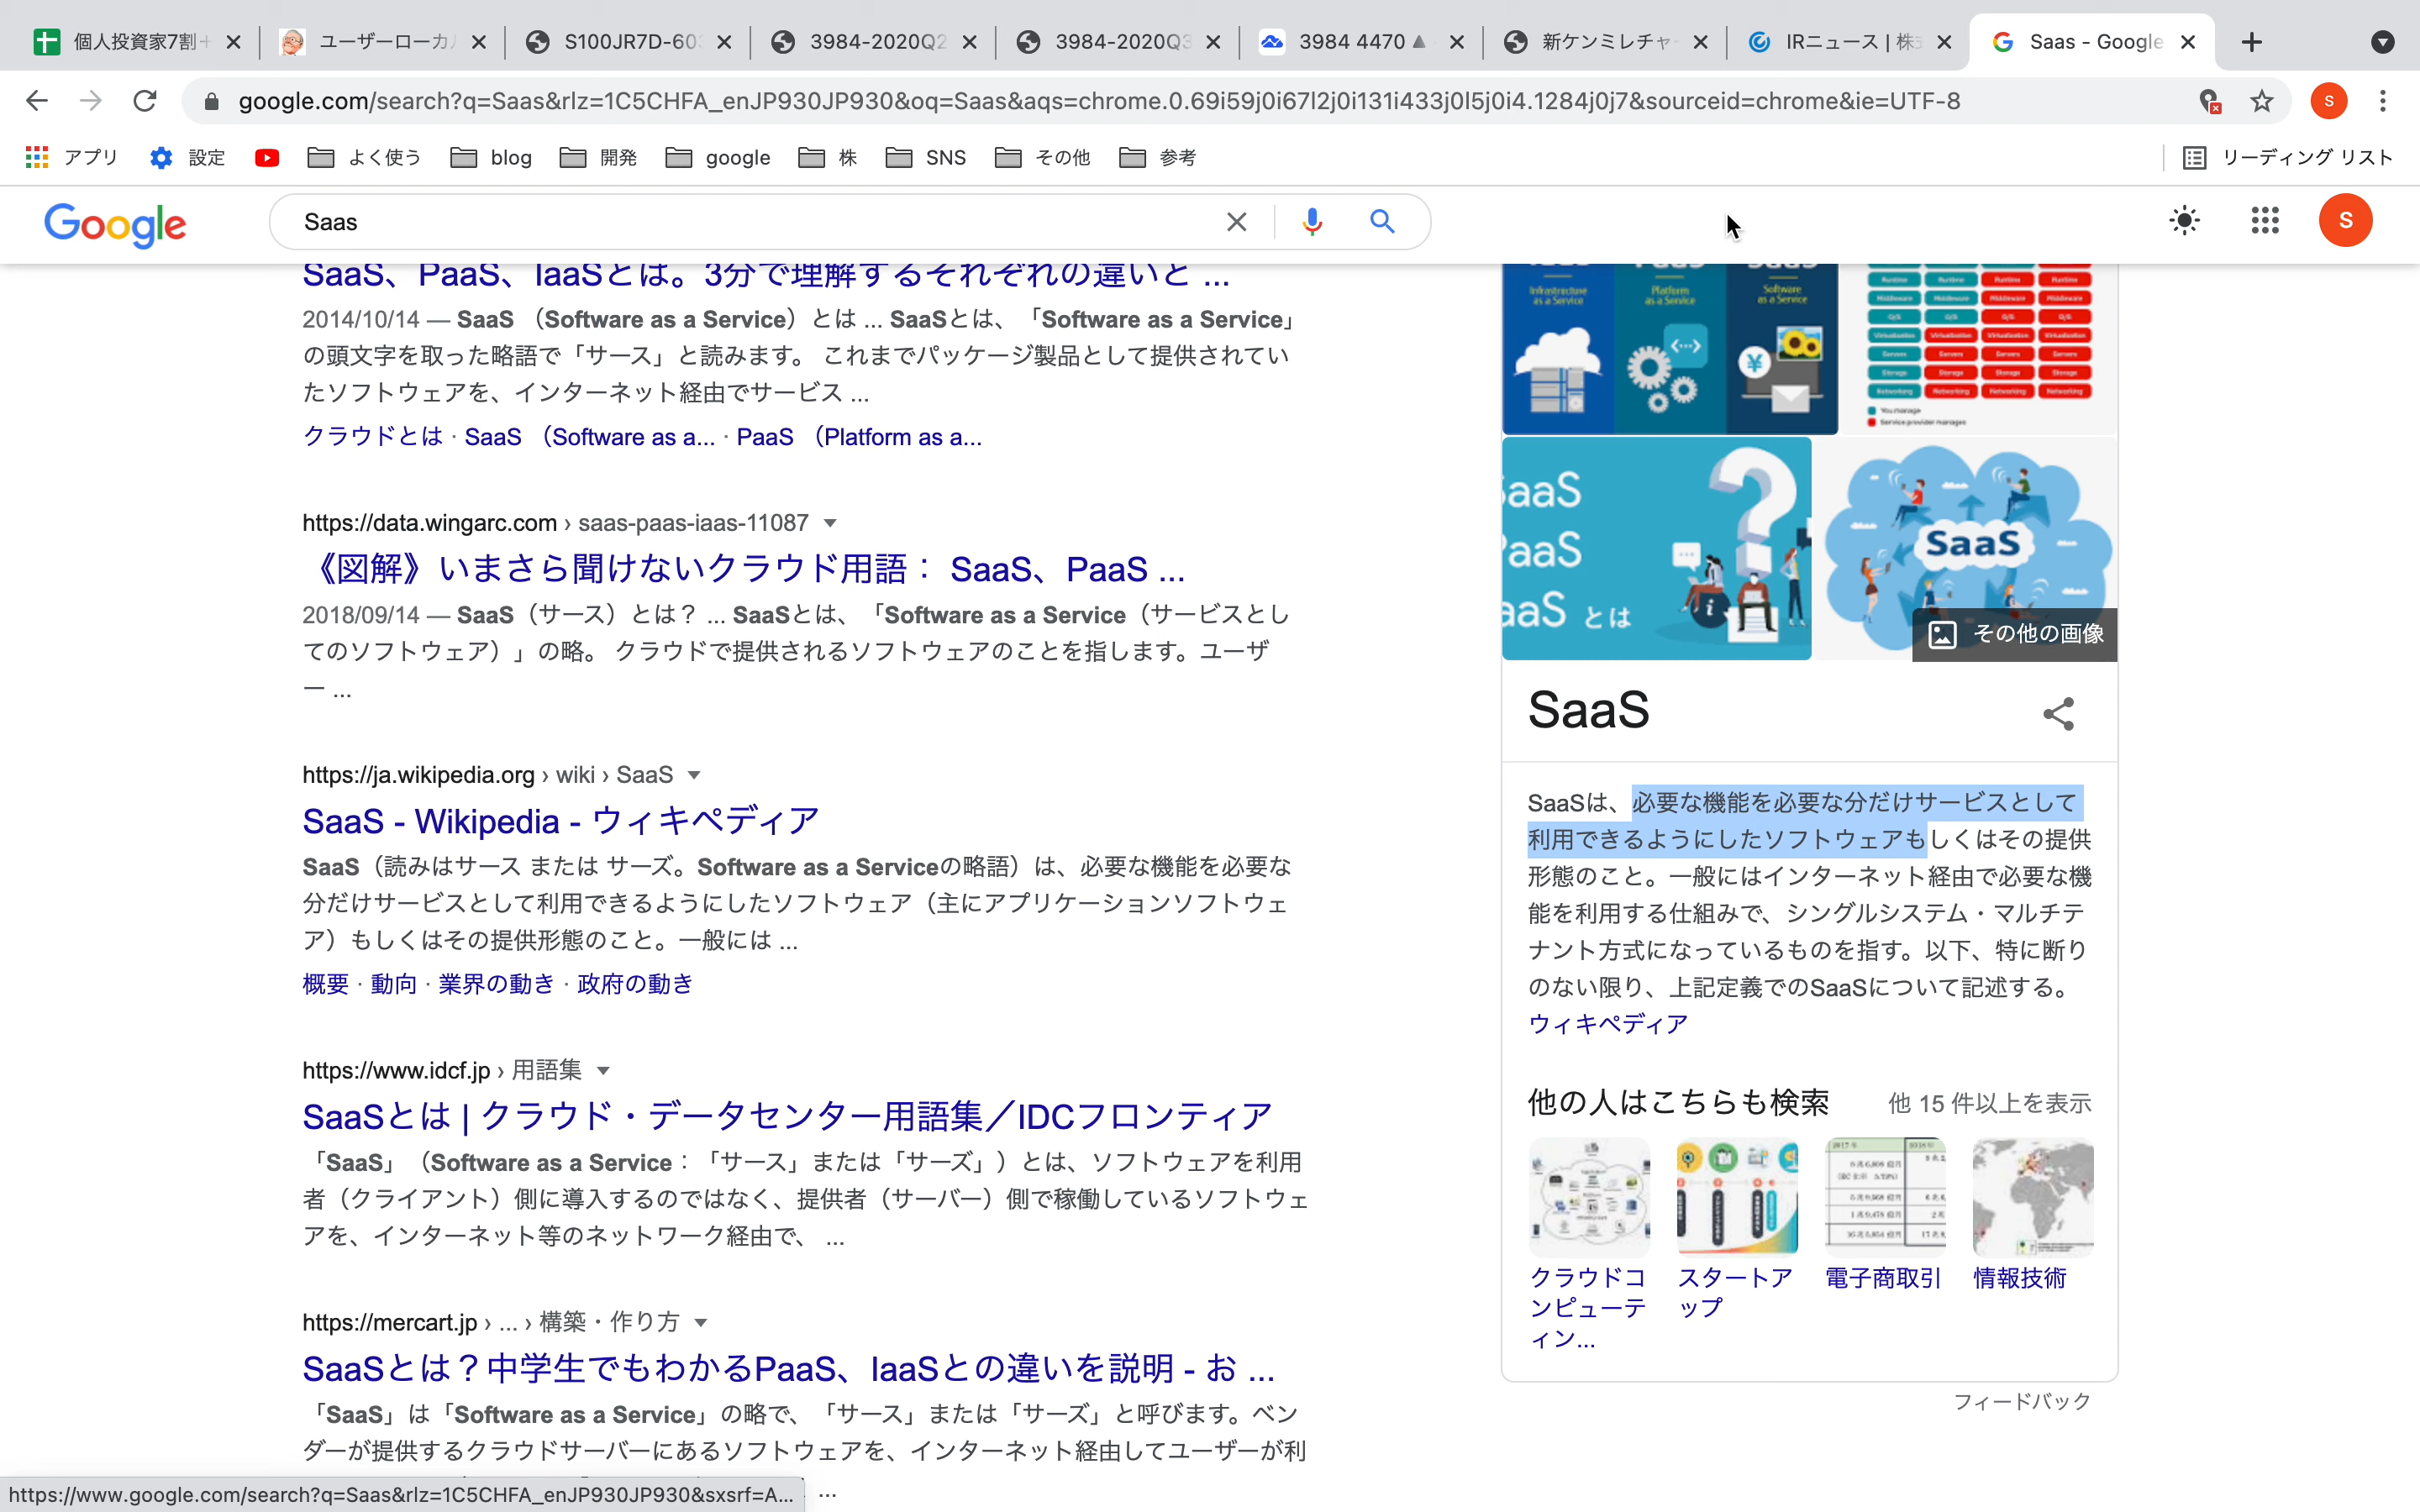 個人投資家7割
ユーザーローカ
S100JR7D-60
3984-2020Q2
3984-2020Q3
3984 4470 ▲
新ケンミレチャ
IRニュース | 株
Saas - Google
google.com/search?q=Saas&rlz=1C5CHFA_enJP930JP930&oq=Saas&aqs=chrome.0.69i59j0i67l2j0i131i433j0l5j0i4.1284j0j7&sourceid=chrome&ie=UTF-8
S
アプリ
設定
よく使う
blog
開発
google
株
SNS
その他
参考
リーディング リスト
Google
Saas
S
SaaS、PaaS、IaaSとは。3分で理解するそれぞれの違いと ...
2014/10/14 — SaaS （Software as a Service）とは ... SaaSとは、「Software as a Service」
の頭文字を取った略語で「サース」と読みます。 これまでパッケージ製品として提供されてい
たソフトウェアを、インターネット経由でサービス ...
クラウドとは · SaaS （Software as a... · PaaS （Platform as a...
https://data.wingarc.com › saas-paas-iaas-11087
《図解》いまさら聞けないクラウド用語： SaaS、PaaS ...
2018/09/14 — SaaS（サース）とは？ ... SaaSとは、「Software as a Service（サービスとし
てのソフトウェア）」の略。 クラウドで提供されるソフトウェアのことを指します。ユーザ
ー ...
https://ja.wikipedia.org › wiki › SaaS
SaaS - Wikipedia - ウィキペディア
SaaS（読みはサース または サーズ。Software as a Serviceの略語）は、必要な機能を必要な
分だけサービスとして利用できるようにしたソフトウェア（主にアプリケーションソフトウェ
ア）もしくはその提供形態のこと。一般には ...
概要 · 動向 · 業界の動き · 政府の動き
https://www.idcf.jp › 用語集
SaaSとは | クラウド・データセンター用語集／IDCフロンティア
「SaaS」（Software as a Service：「サース」または「サーズ」）とは、ソフトウェアを利用
者（クライアント）側に導入するのではなく、提供者（サーバー）側で稼働しているソフトウェ
アを、インターネット等のネットワーク経由で、 ...
https://mercart.jp › ... › 構築・作り方
SaaSとは？中学生でもわかるPaaS、IaaSとの違いを説明 - お ...
「SaaS」は「Software as a Service」の略で、「サース」または「サーズ」と呼びます。ベン
ダーが提供するクラウドサーバーにあるソフトウェアを、インターネット経由してユーザーが利
...
https://www.google.com/search?q=Saas&rlz=1C5CHFA_enJP930JP930&sxsrf=A...
Infrastructure
as a Service
Platform
as a Service
Software
as a Service
Runtime Runtime Runtime Runtime
Middleware Middleware Middleware Middleware
O/S O/S O/S O/S
Virtualization Virtualization Virtualization Virtualization
Servers Servers Servers Servers
Storage Storage Storage Storage
Networking Networking Networking Networking
You manage
Service provider manages
aaS
aaS
aaS とは
SaaS
その他の画像
SaaS
SaaSは、必要な機能を必要な分だけサービスとして
利用できるようにしたソフトウェアもしくはその提供
形態のこと。一般にはインターネット経由で必要な機
能を利用する仕組みで、シングルシステム・マルチテ
ナント方式になっているものを指す。以下、特に断り
のない限り、上記定義でのSaaSについて記述する。
ウィキペディア
他の人はこちらも検索
他 15 件以上を表示
クラウドコ
ンピューテ
ィン...
スタートア
ップ
電子商取引
情報技術
フィードバック